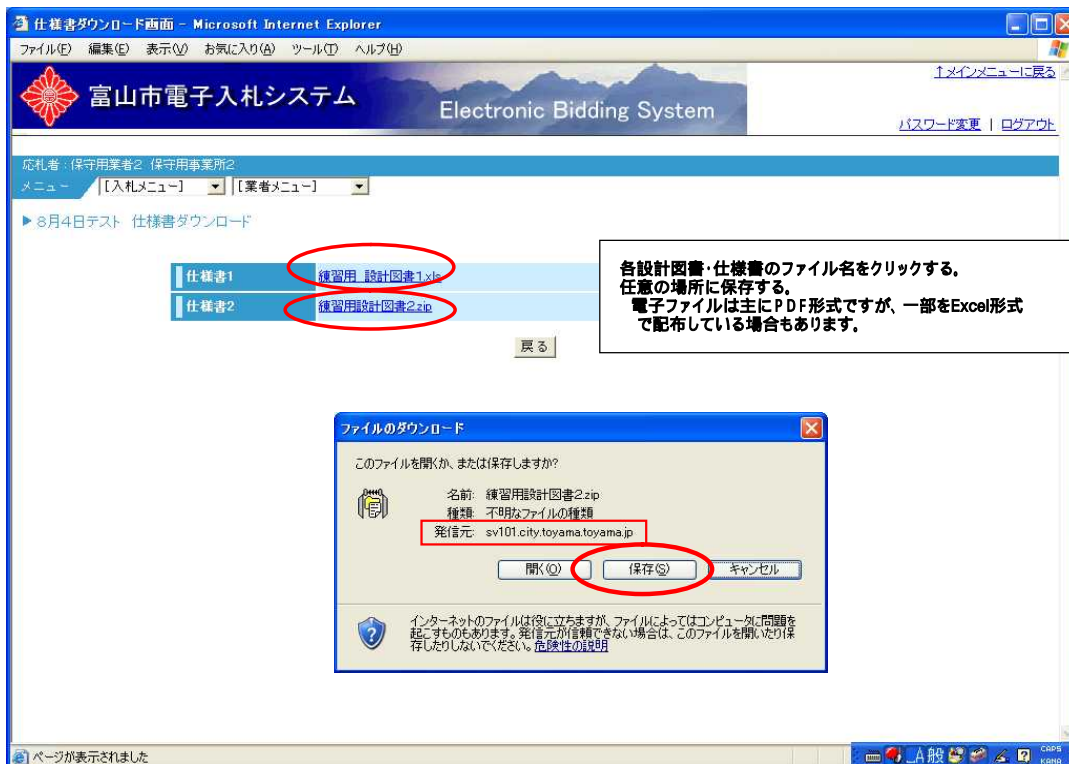 仕様書ダウンロード画面 - Microsoft Internet Explorer
ファイル(F) 編集(E) 表示(V) お気に入り(A) ツール(T) ヘルプ(H)
富山市電子入札システム
Electronic Bidding System
↑メインメニューに戻る
パスワード変更 | ログアウト
応札者:保守用業者2 保守用事業所2
メニュー [入札メニュー] [業者メニュー]
▶ 8月4日テスト 仕様書ダウンロード
仕様書1 練習用 設計図書1.xls
仕様書2 練習用設計図書2.zip
各設計図書・仕様書のファイル名をクリックする。
任意の場所に保存する。
電子ファイルは主にPDF形式ですが、一部をExcel形式
で配布している場合もあります。
戻る
ファイルのダウンロード
このファイルを開くか、または保存しますか?
名前: 練習用設計図書2.zip
種類: 不明なファイルの種類
発信元: sv101.city.toyama.toyama.jp
開く(O) 保存(S) キャンセル
インターネットのファイルは役に立ちますが、ファイルによってはコンピュータに問題を
起こすものもあります。発信元が信頼できない場合は、このファイルを開いたり保
存したりしないでください。危険性の説明
ページが表示されました
A 般
CAPS
KANA